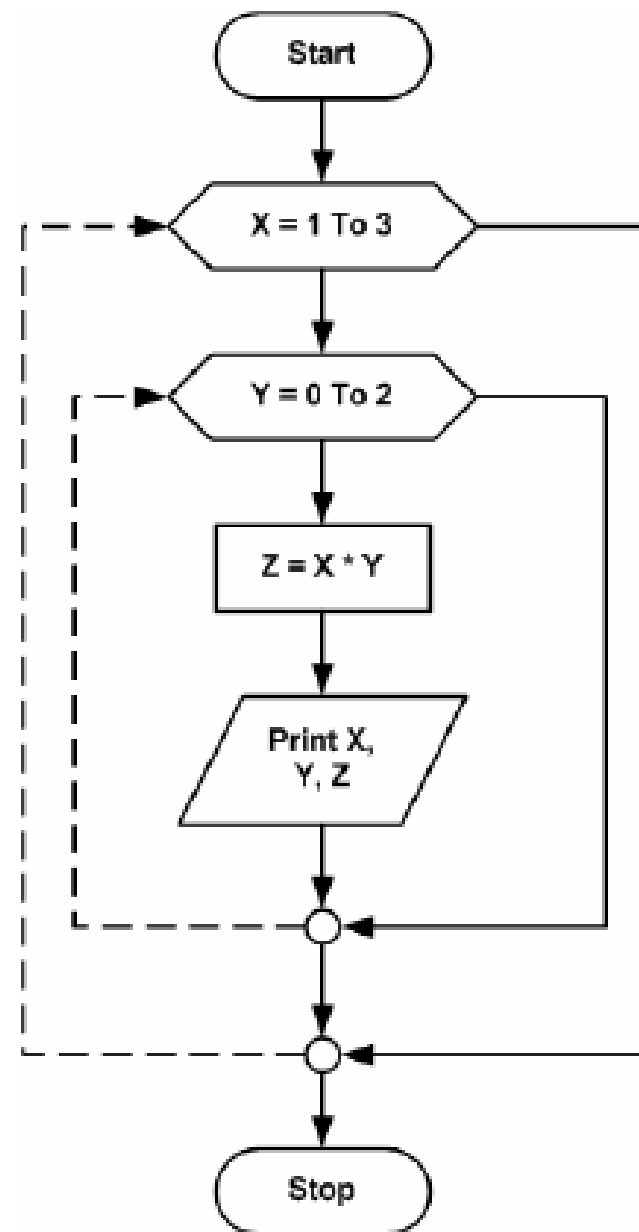 Start
X = 1 To 3
Y = 0 To 2
Z = X * Y
Print X,
Y, Z
Stop